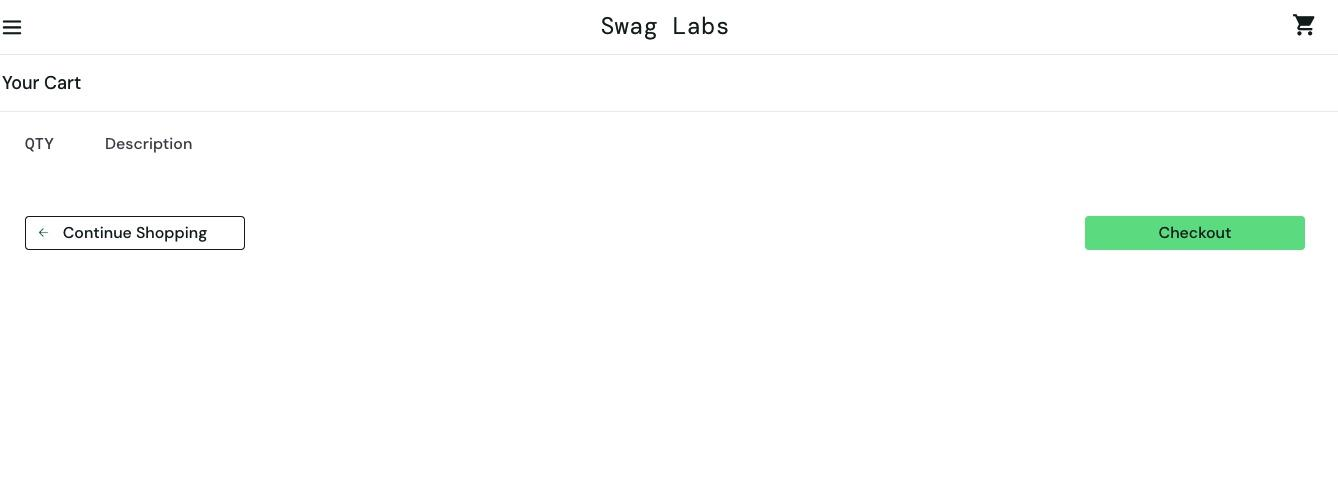 Swag Labs
Your Cart
QTY Description
Continue Shopping
Checkout